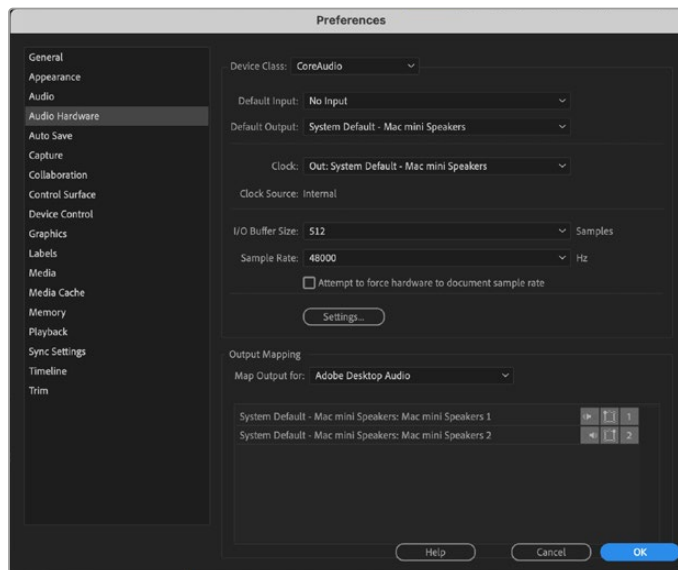 Preferences
General
Appearance
Audio
Audio Hardware
Auto Save
Capture
Collaboration
Control Surface
Device Control
Graphics
Labels
Media
Media Cache
Memory
Playback
Sync Settings
Timeline
Trim
Device Class: CoreAudio
Default Input: No Input
Default Output: System Default - Mac mini Speakers
Clock: Out: System Default - Mac mini Speakers
Clock Source: Internal
I/O Buffer Size: 512 Samples
Sample Rate: 48000 Hz
Attempt to force hardware to document sample rate
Settings...
Output Mapping
Map Output for: Adobe Desktop Audio
System Default - Mac mini Speakers: Mac mini Speakers 1 1
System Default - Mac mini Speakers: Mac mini Speakers 2 2
Help Cancel OK